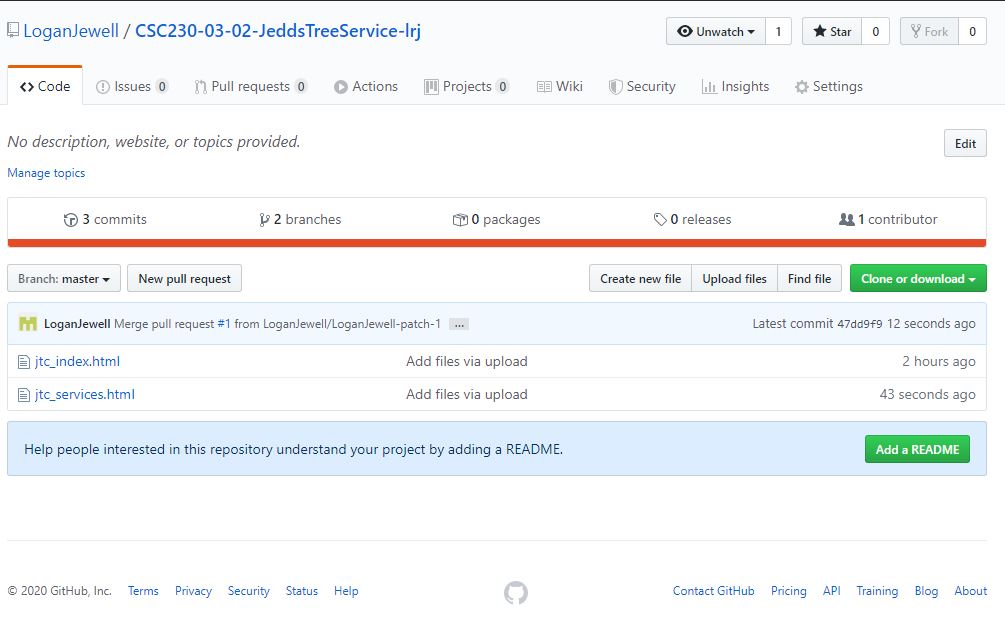 LoganJewell / CSC230-03-02-JeddsTreeService-lrj Unwatch 1 Star 0 Fork 0
Code Issues 0 Pull requests 0 Actions Projects 0 Wiki Security Insights Settings
No description, website, or topics provided. Edit
Manage topics
3 commits 2 branches 0 packages 0 releases 1 contributor
Branch: master New pull request Create new file Upload files Find file Clone or download
LoganJewell Merge pull request #1 from LoganJewell/LoganJewell-patch-1 ... Latest commit 47dd9f9 12 seconds ago
jtc_index.html Add files via upload 2 hours ago
jtc_services.html Add files via upload 43 seconds ago
Help people interested in this repository understand your project by adding a README. Add a README
© 2020 GitHub, Inc. Terms Privacy Security Status Help Contact GitHub Pricing API Training Blog About